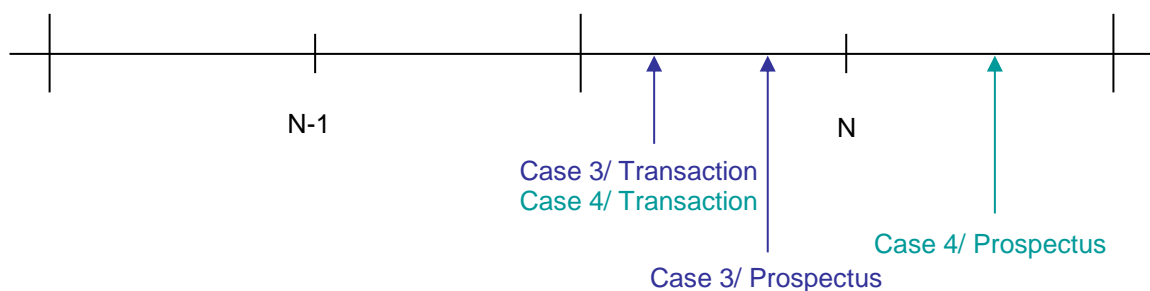 N-1
N
Case 3/ Transaction
Case 4/ Transaction
Case 4/ Prospectus
Case 3/ Prospectus